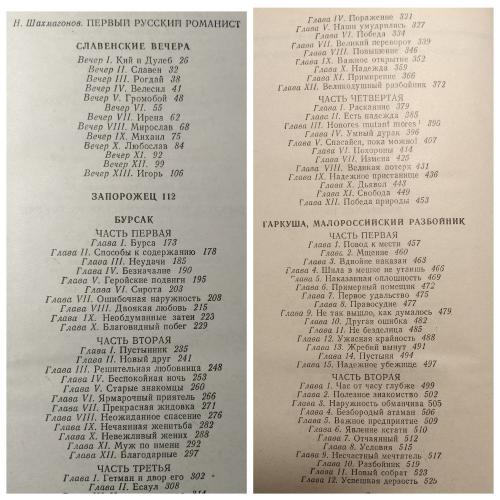 Н. Шахмагонов. ПЕРВЫЙ РУССКИЙ РОМАНИСТ
СЛАВЕНСКИЕ ВЕЧЕРА
Вечер I. Кий и Дулеб 26
Вечер II. Славен 32
Вечер III. Рогдай 38
Вечер IV. Велесил 41
Вечер V. Громобой 48
Вечер VI. 55
Вечер VII. Ирена 62
Вечер VIII. Мирослав 68
Вечер IX. Михаил 75
Вечер X. Любослав 84
Вечер XI. 92
Вечер XII. 99
Вечер XIII. Игорь 106
ЗАПОРОЖЕЦ 112
БУРСАК
ЧАСТЬ ПЕРВАЯ
Глава I. Бурса 173
Глава II. Способы к содержанию 178
Глава III. Неудачи 185
Глава IV. Безначалие 190
Глава V. Геройские подвиги 195
Глава VI. Сирота 203
Глава VII. Ошибочная наружность 208
Глава VIII. Двоякая любовь 215
Глава IX. Необдуманные затеи 223
Глава X. Благовидный побег 229
ЧАСТЬ ВТОРАЯ
Глава I. Пустынник 235
Глава II. Новый друг 241
Глава III. Решительная любовница 248
Глава IV. Беспокойная ночь 253
Глава V. Старые знакомцы 260
Глава VI. Ярмарочный приятель 266
Глава VII. Прекрасная жидовка 271
Глава VIII. Неожиданное спасение 276
Глава IX. Нечаянная женитьба 282
Глава X. Невежливый жених 288
Глава XI. Муж по имени 292
Глава XII. Благодарные 297
ЧАСТЬ ТРЕТЬЯ
Глава I. Гетман и двор его 302
Глава II. Есаул 308
Глава IV. Поражение 321
Глава V. Наши умудрились 327
Глава VI. Победа 334
Глава VII. Великий переворот 339
Глава VIII. Повышение 346
Глава IX. Важное открытие 352
Глава X. Надежда 359
Глава XI. Примирение 366
Глава XII. Великодушный разбойник 372
ЧАСТЬ ЧЕТВЕРТАЯ
Глава I. Раскаяние 379
Глава II. Есть надежда 385
Глава III. Honores mutant mores! 390
Глава IV. Умный дурак 396
Глава V. Спасайся, пока можно! 407
Глава VI. Похороны 414
Глава VII. Измена 425
Глава VIII. Великая потеря 431
Глава IX. Надежное пристанище 436
Глава X. Дьявол 443
Глава XI. Свобода 449
Глава XII. Победа природы 453
ГАРКУША, МАЛОРОССИЙСКИЙ РАЗБОЙНИК
ЧАСТЬ ПЕРВАЯ
Глава 1. Повод к мести 457
Глава 2. Мщение 460
Глава 3. Вдвойне наказан 463
Глава 4. Шила в мешке не утаишь 465
Глава 5. Наказанная оплошность 469
Глава 6. Примерный помещик 472
Глава 7. Первое удальство 475
Глава 8. Правосудие 477
Глава 9. Не так вышло, как думалось 479
Глава 10. Другая ошибка 482
Глава 11. Не безделица 485
Глава 12. Ужасная крайность 488
Глава 13. Жребий вынут 491
Глава 14. Пустыня 494
Глава 15. Надежное убежище 497
ЧАСТЬ ВТОРАЯ
Глава 1. Час от часу глубже 499
Глава 2. Полезное знакомство 502
Глава 3. Наружность обманчива 505
Глава 4. Безбородый атаман 506
Глава 5. Важное предприятие 509
Глава 6. Явление кстати 510
Глава 7. Отчаянный 512
Глава 8. Условия 515
Глава 9. Несчастный мечтатель 517
Глава 10. Разбойник 519
Глава 11. Новый собрат 523
Глава 12. Успешная дерзость 525